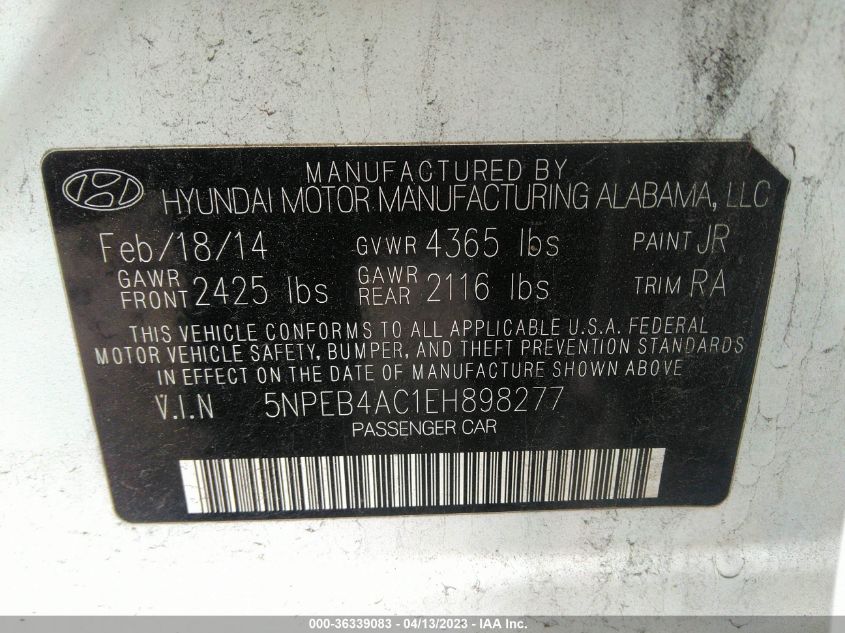 MANUFACTURED BY
HYUNDAI MOTOR MANUFACTURING ALABAMA, LLC
Feb/18/14 GVWR 4365 lbs PAINT JR
GAWR FRONT 2425 lbs GAWR REAR 2116 lbs TRIM RA
THIS VEHICLE CONFORMS TO ALL APPLICABLE U.S.A. FEDERAL
MOTOR VEHICLE SAFETY, BUMPER, AND THEFT PREVENTION STANDARDS
IN EFFECT ON THE DATE OF MANUFACTURE SHOWN ABOVE
V.I.N 5NPEB4AC1EH898277
PASSENGER CAR
000-36339083 - 04/13/2023 - IAA Inc.